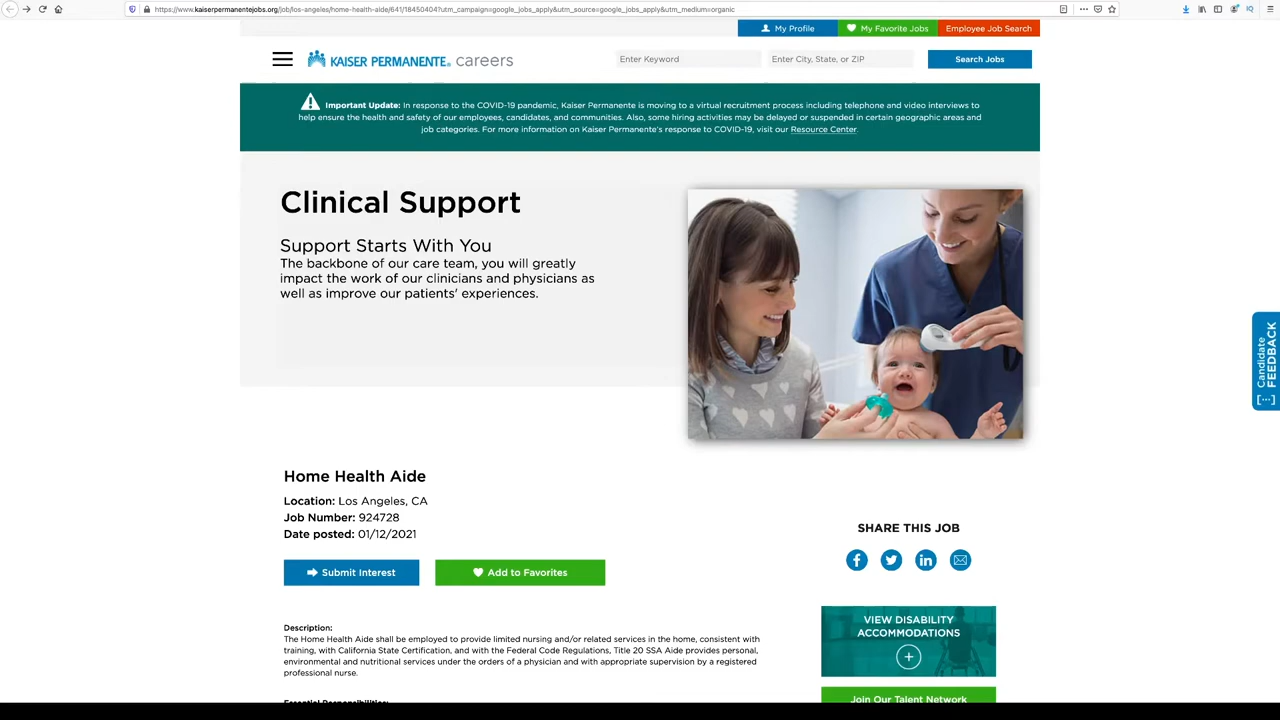 https://www.kaiserpermanentejobs.org/job/los-angeles/home-health-aide/641/18450404?utm_campaign=google_jobs_apply&utm_source=google_jobs_apply&utm_medium=organic
My Profile
My Favorite Jobs
Employee Job Search
KAISER PERMANENTE® careers
Enter Keyword
Enter City, State, or ZIP
Search Jobs
Important Update: In response to the COVID-19 pandemic, Kaiser Permanente is moving to a virtual recruitment process including telephone and video interviews to
help ensure the health and safety of our employees, candidates, and communities. Also, some hiring activities may be delayed or suspended in certain geographic areas and
job categories. For more information on Kaiser Permanente's response to COVID-19, visit our Resource Center.
Clinical Support
Support Starts With You
The backbone of our care team, you will greatly
impact the work of our clinicians and physicians as
well as improve our patients' experiences.
Candidate
FEEDBACK
[...]
Home Health Aide
Location: Los Angeles, CA
Job Number: 924728
Date posted: 01/12/2021
Submit Interest
Add to Favorites
SHARE THIS JOB
Description:
The Home Health Aide shall be employed to provide limited nursing and/or related services in the home, consistent with
training, with California State Certification, and with the Federal Code Regulations, Title 20 SSA Aide provides personal,
environmental and nutritional services under the orders of a physician and with appropriate supervision by a registered
professional nurse.
VIEW DISABILITY
ACCOMMODATIONS
Join Our Talent Network
Essential Responsibilities: